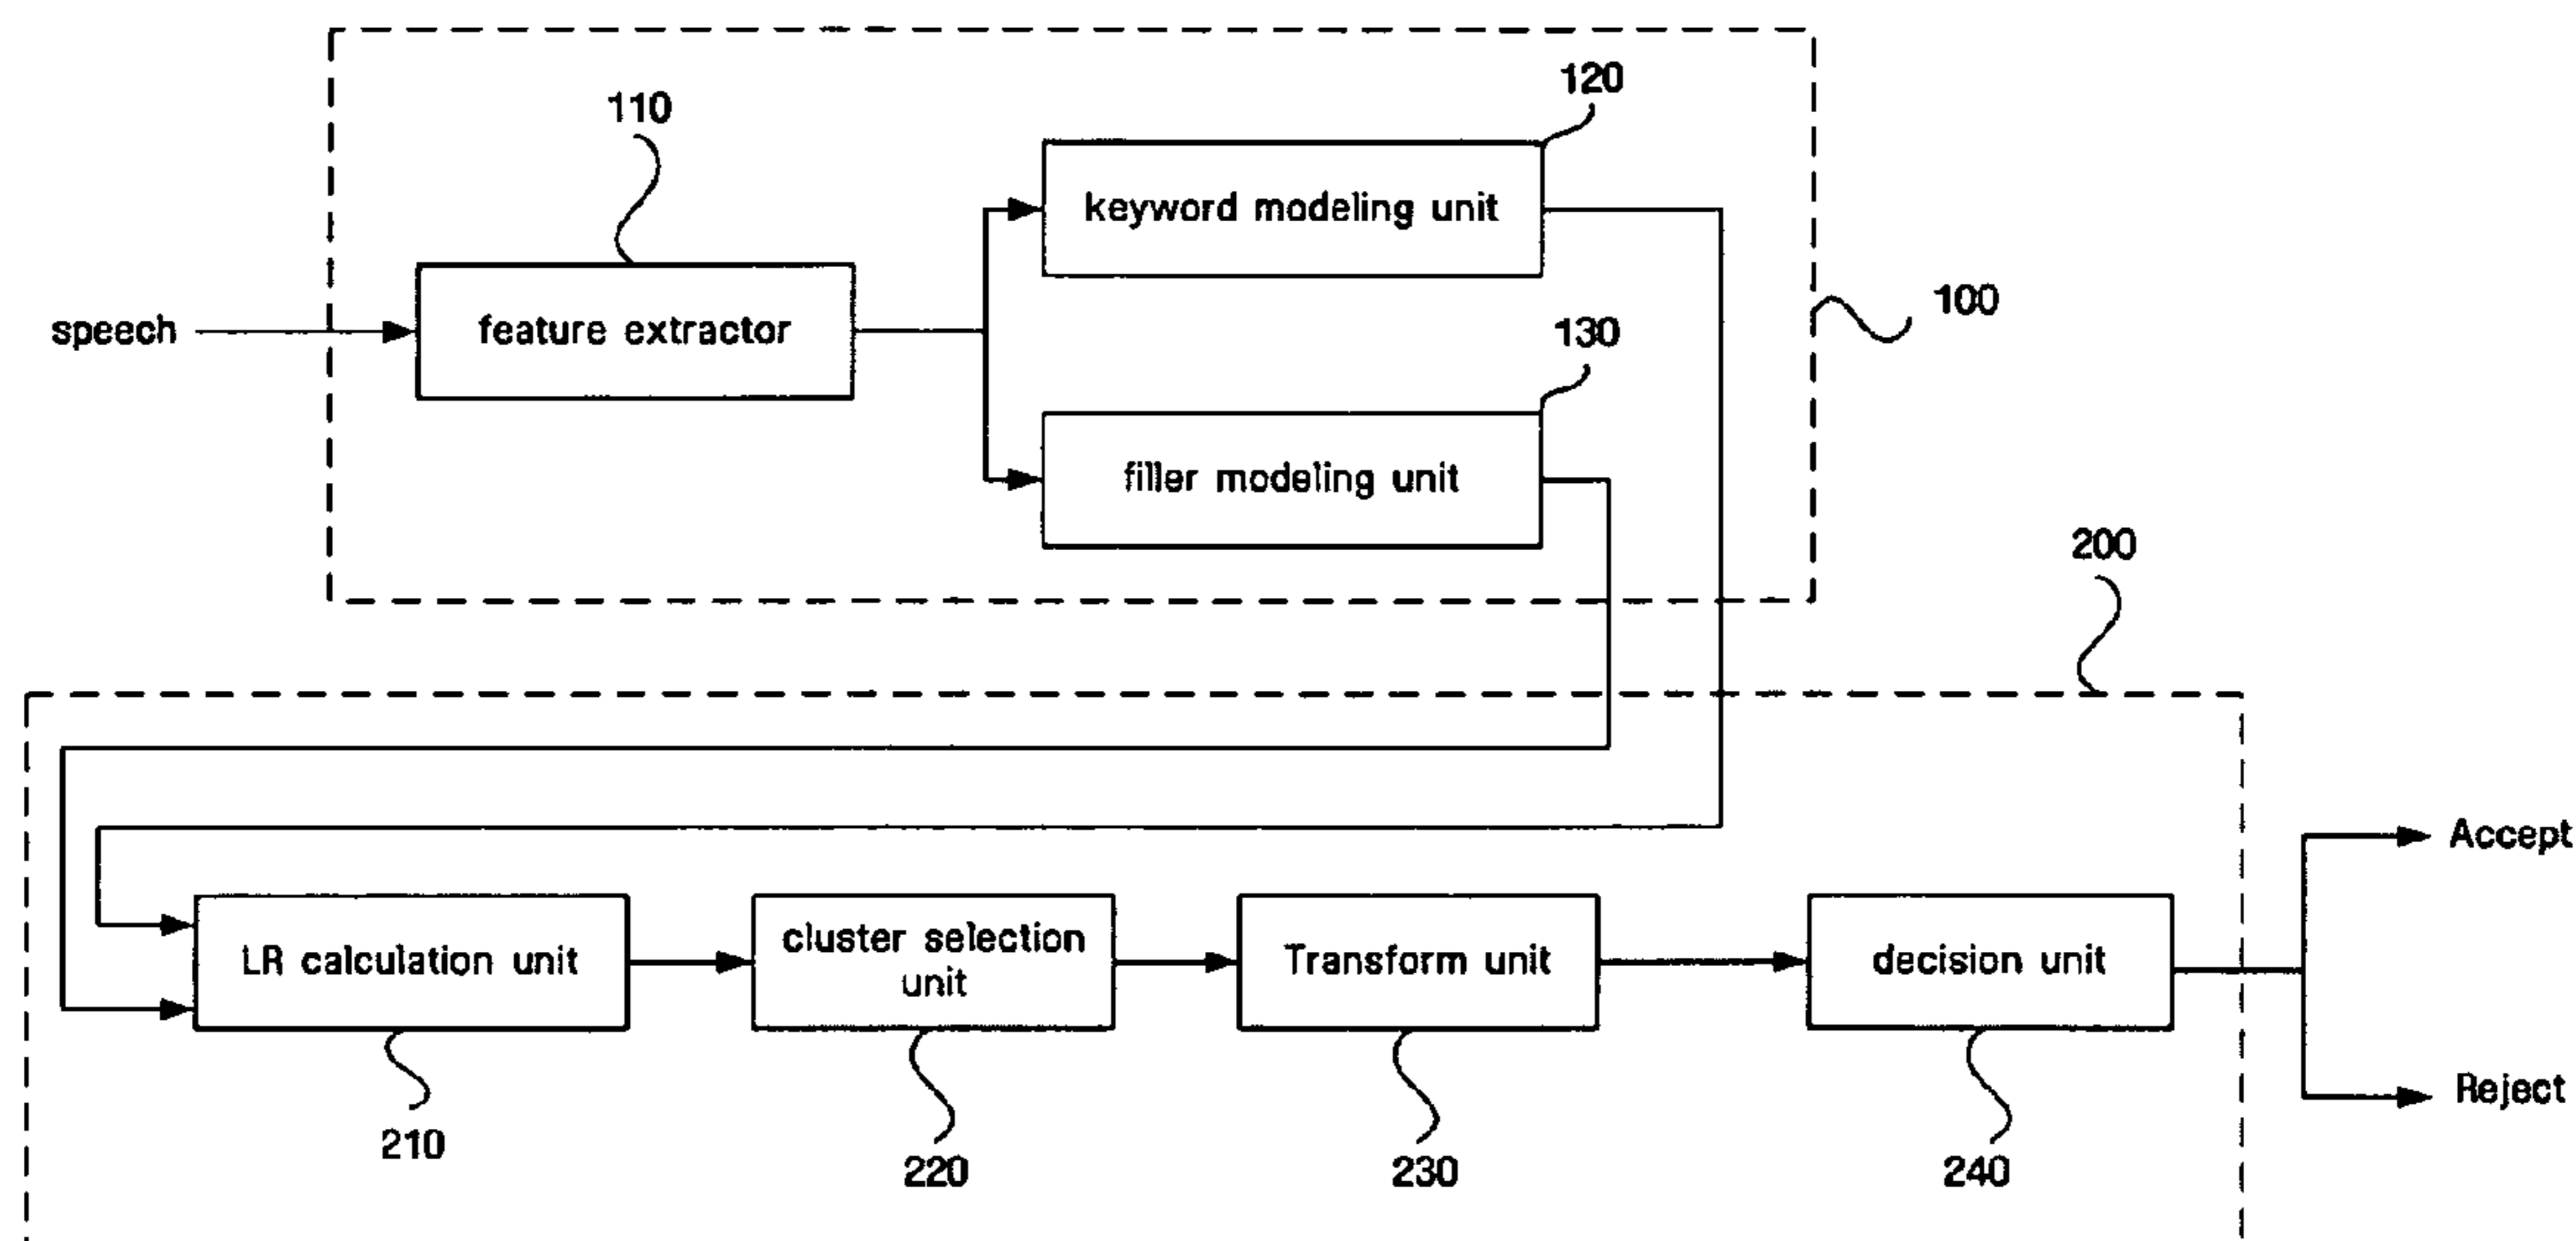 120
110
keyword modeling unit
100
speech
feature extractor
130
filler modeling unit
200
Accept
LR calculation unit
cluster selection
unit
Transform unit
decision unit
Reject
210
220
230
240